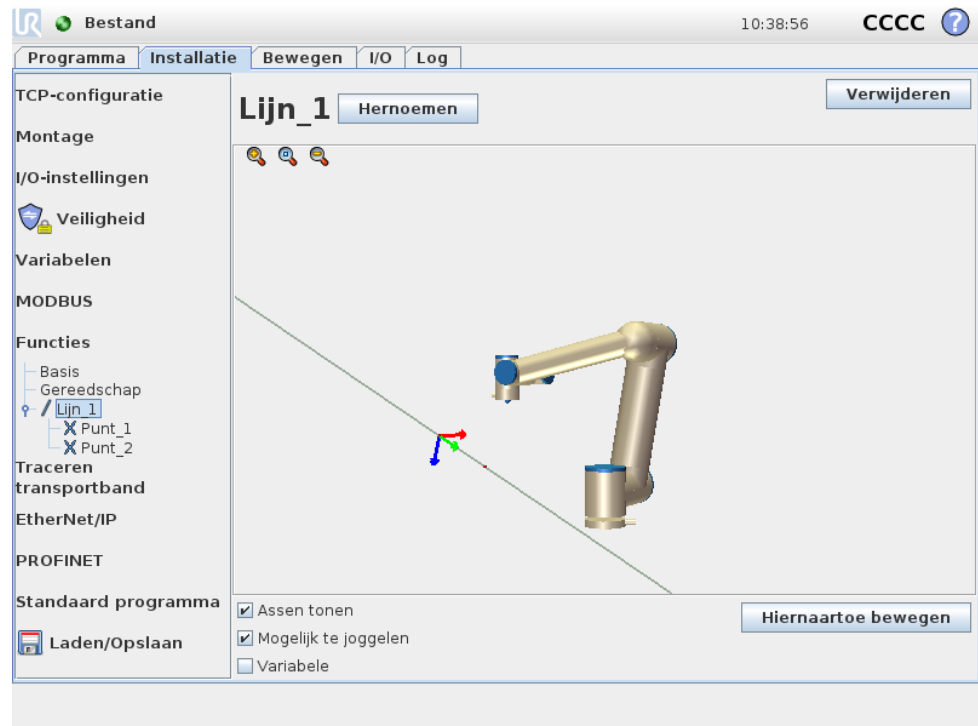 UR Bestand 10:38:56 CCCC ?
Programma Installatie Bewegen I/O Log
TCP-configuratie
Montage
I/O-instellingen
Veiligheid
Variabelen
MODBUS
Functies
Basis
Gereedschap
Lijn_1
Punt_1
Punt_2
Traceren
transportband
EtherNet/IP
PROFINET
Standaard programma
Laden/Opslaan
Lijn_1 Hernoemen Verwijderen
Assen tonen
Mogelijk te joggelen
Variabele
Hiernaartoe bewegen